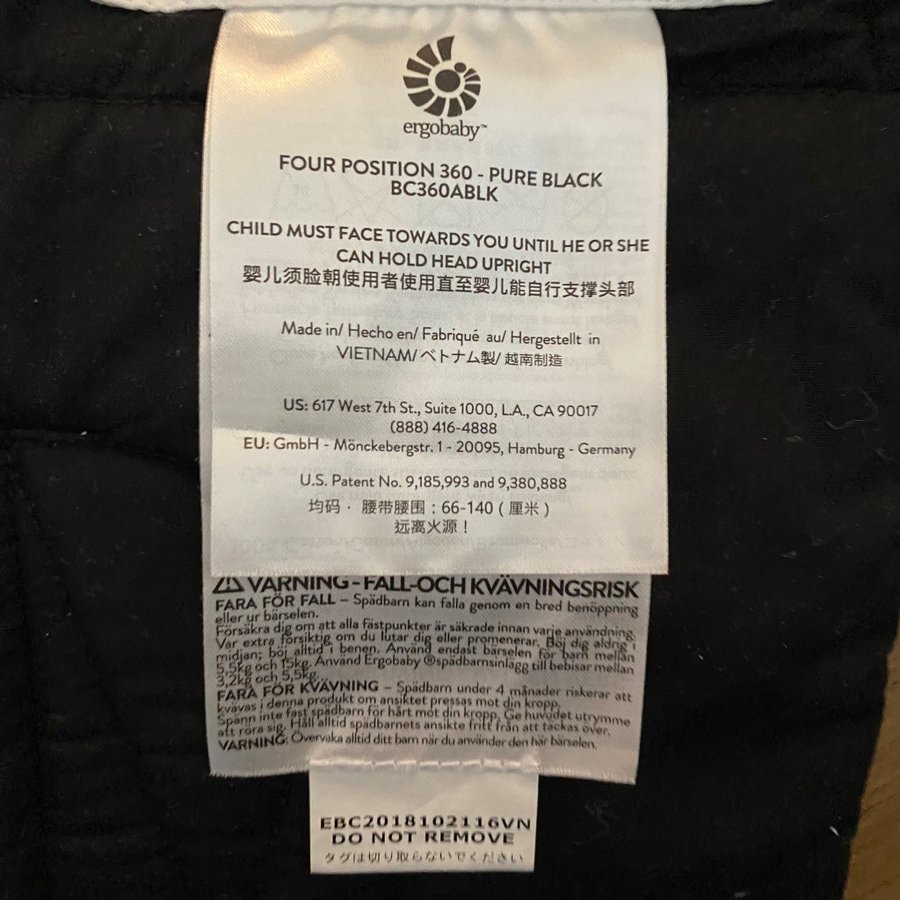 ergobaby™
FOUR POSITION 360 - PURE BLACK
BC360ABLK
CHILD MUST FACE TOWARDS YOU UNTIL HE OR SHE
CAN HOLD HEAD UPRIGHT
婴儿须脸朝使用者使用直至婴儿能自行支撑头部
Made in/ Hecho en/ Fabriqué au/ Hergestellt in
VIETNAM/ベトナム製/ 越南制造
US: 617 West 7th St., Suite 1000, L.A., CA 90017
(888) 416-4888
EU: GmbH - Mönckebergstr. 1 - 20095, Hamburg - Germany
U.S. Patent No. 9,185,993 and 9,380,888
均码 · 腰带腰围：66-140（厘米）
远离火源！
VARNING - FALL-OCH KVÄVNINGSRISK
FARA FÖR FALL – Spädbarn kan falla genom en bred benöppning
eller ur bärselen.
Försäkra dig om att alla fästpunkter är säkrade innan varje användning.
Var extra försiktig om du lutar dig eller promenerar. Böj dig aldrig i
midjan; böj alltid i benen. Använd endast bärselen för barn mellan
5,5kg och 15kg. Använd Ergobaby ®spädbarnsinlägg till bebisar mellan
3,2kg och 5,5kg.
FARA FÖR KVÄVNING – Spädbarn under 4 månader riskerar att
kvävas i denna produkt om ansiktet pressas mot din kropp.
Spänn inte fast spädbarn för hårt mot din kropp. Ge huvudet utrymme
att röra sig. Håll alltid spädbarnets ansikte fritt från att täckas över.
VARNING: Övervaka alltid ditt barn när du använder den här bärselen.
EBC2018102116VN
DO NOT REMOVE
タグは切り取らないでください